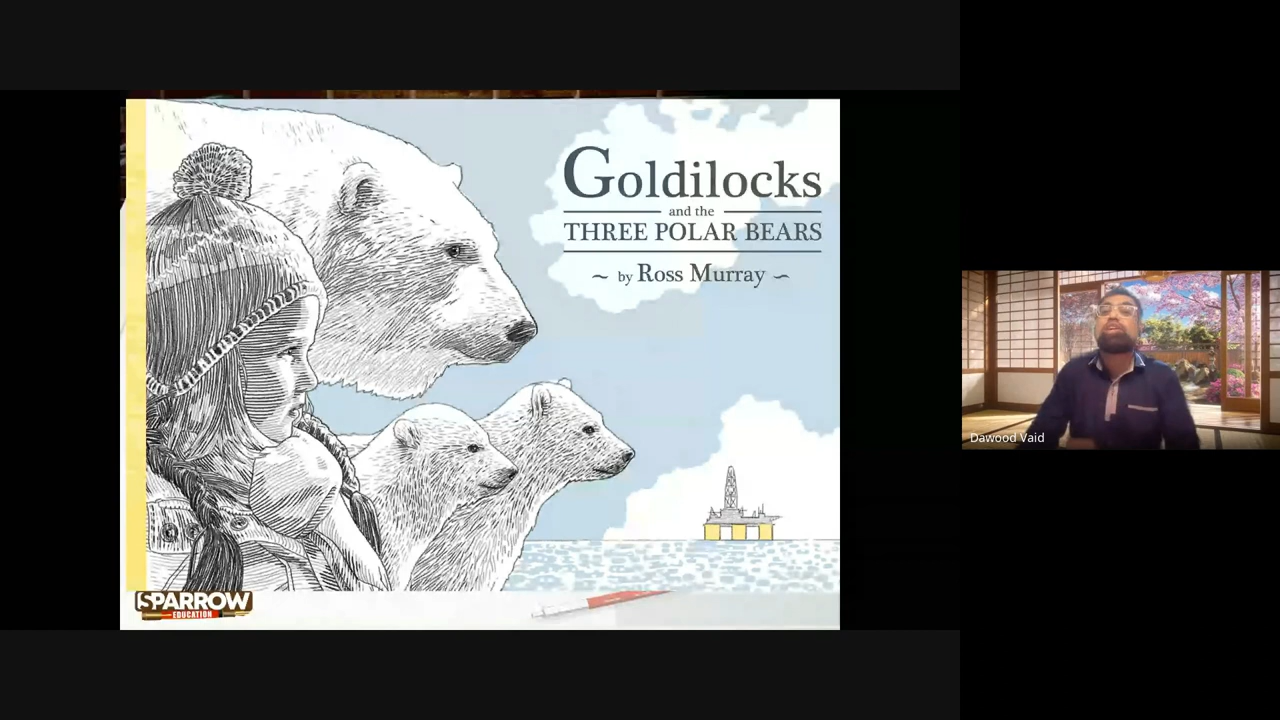 Goldilocks
and the
THREE POLAR BEARS
~ by Ross Murray ~
SPARROW
EDUCATION
Dawood Vaid